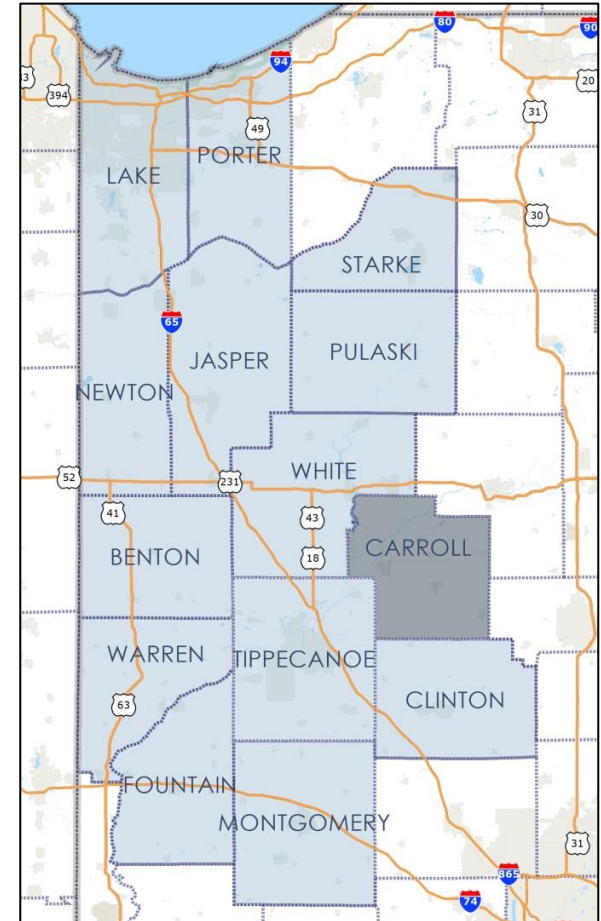 80
90
94
394
20
31
49
PORTER
LAKE
30
STARKE
65
PULASKI
JASPER
NEWTON
WHITE
52
231
41
43
CARROLL
BENTON
18
WARREN
TIPPECANOE
CLINTON
63
FOUNTAIN
MONTGOMERY
31
865
74